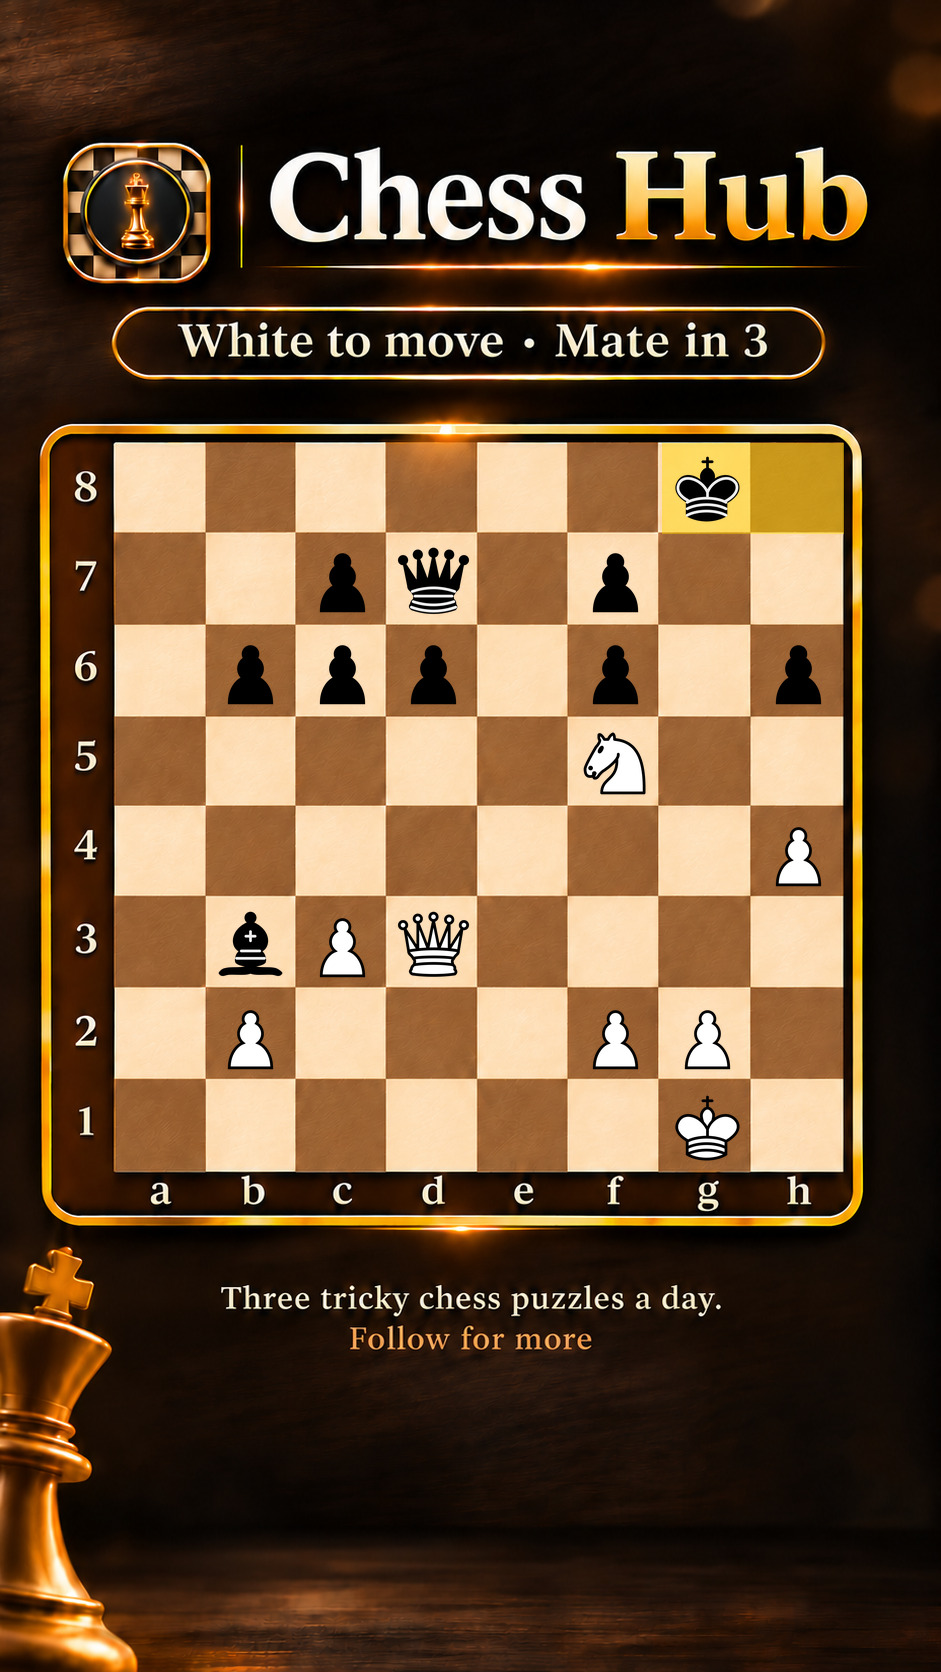 Chess Hub
White to move • Mate in 3
8
7
6
5
4
3
2
1
a b c d e f g h
Three tricky chess puzzles a day.
Follow for more